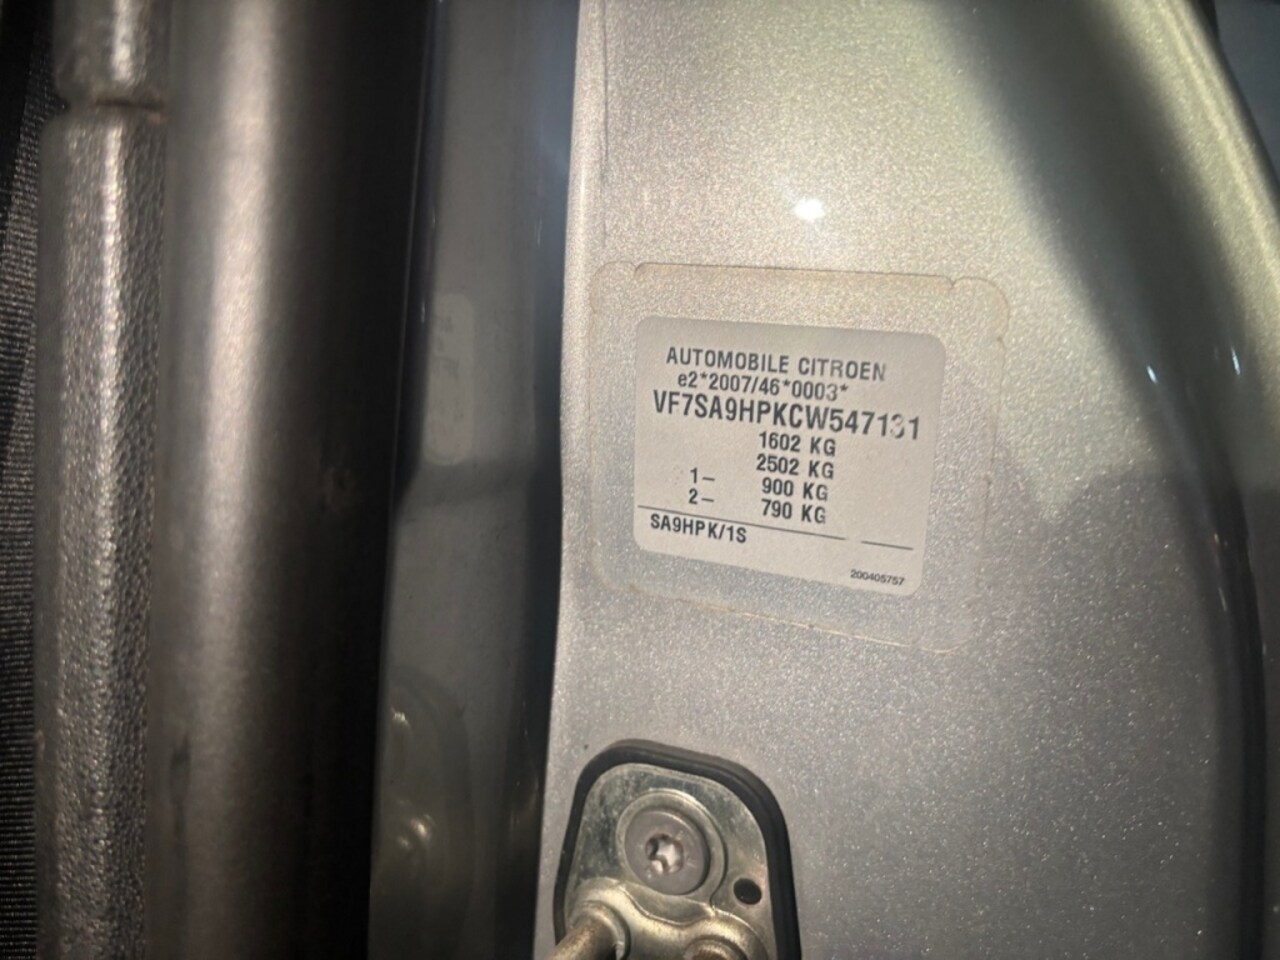 AUTOMOBILE CITROEN
e2*2007/46*0003*
VF7SA9HPKCW547131
1602 KG
2502 KG
1– 900 KG
2– 790 KG
SA9HPK/1S
200405757